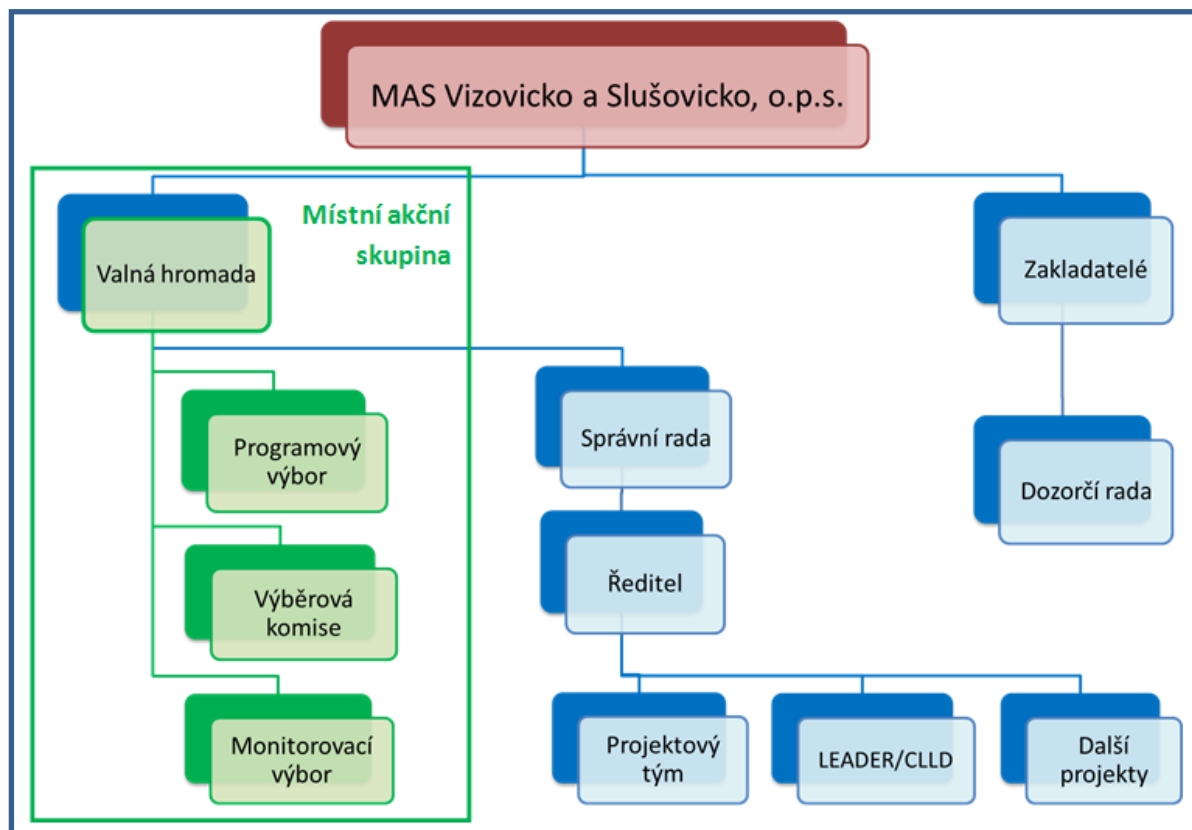 MAS Vizovicko a Slušovicko, o.p.s.
Místní akční
skupina
Valná hromada
Zakladatelé
Programový
výbor
Správní rada
Dozorčí rada
Výběrová
komise
Ředitel
Monitorovací
výbor
Projektový
tým
LEADER/CLLD
Další
projekty